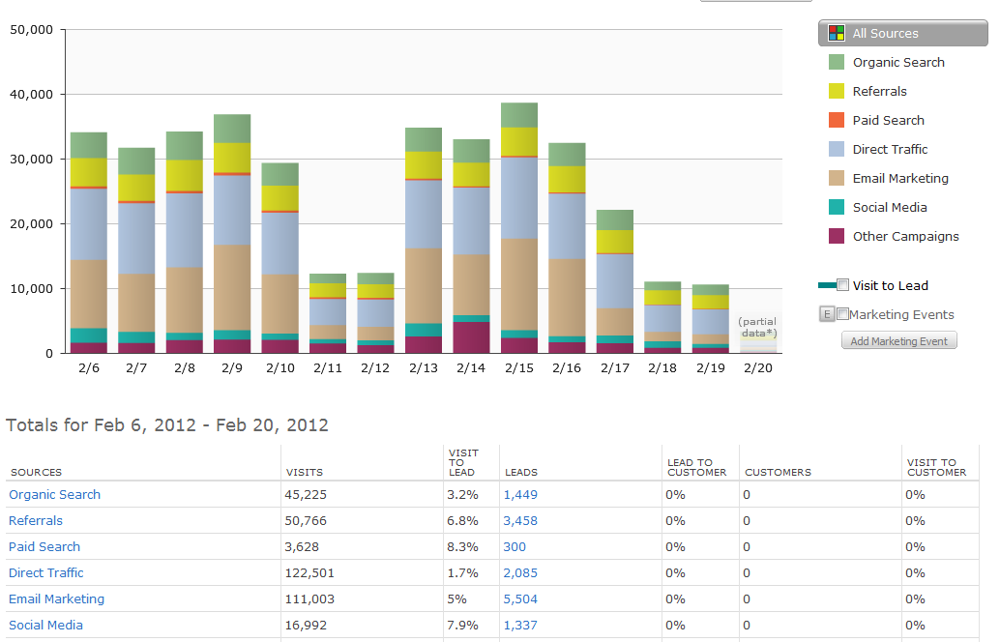 50,000
40,000
30,000
20,000
10,000
0
2/6 2/7 2/8 2/9 2/10 2/11 2/12 2/13 2/14 2/15 2/16 2/17 2/18 2/19 2/20
(partial
data*)
All Sources
Organic Search
Referrals
Paid Search
Direct Traffic
Email Marketing
Social Media
Other Campaigns
Visit to Lead
E Marketing Events
Add Marketing Event
Totals for Feb 6, 2012 - Feb 20, 2012
SOURCES VISITS VISIT TO LEAD LEADS LEAD TO CUSTOMER CUSTOMERS VISIT TO CUSTOMER
Organic Search 45,225 3.2% 1,449 0% 0 0%
Referrals 50,766 6.8% 3,458 0% 0 0%
Paid Search 3,628 8.3% 300 0% 0 0%
Direct Traffic 122,501 1.7% 2,085 0% 0 0%
Email Marketing 111,003 5% 5,504 0% 0 0%
Social Media 16,992 7.9% 1,337 0% 0 0%